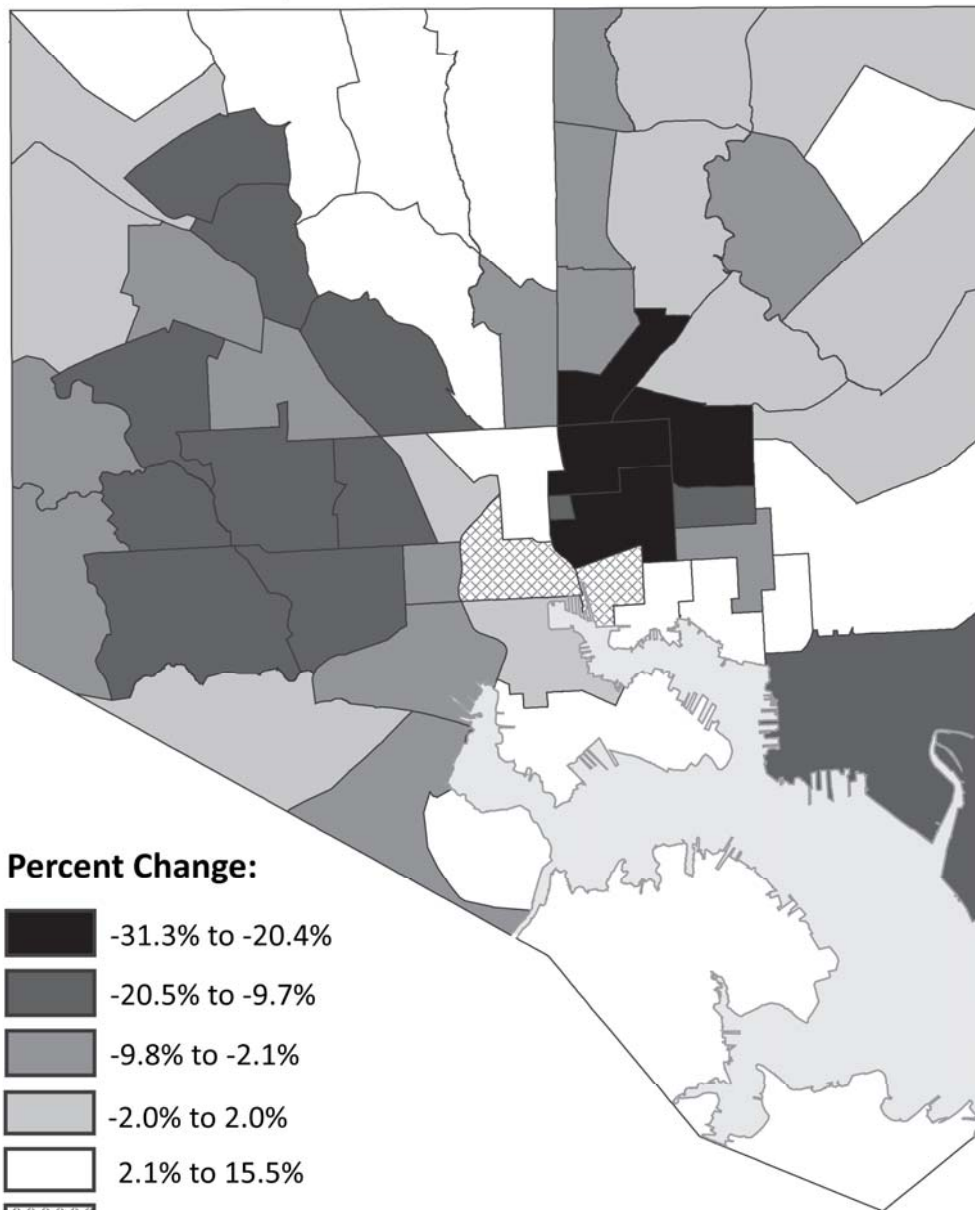 Percent Change:
-31.3% to -20.4%
-20.5% to -9.7%
-9.8% to -2.1%
-2.0% to 2.0%
2.1% to 15.5%